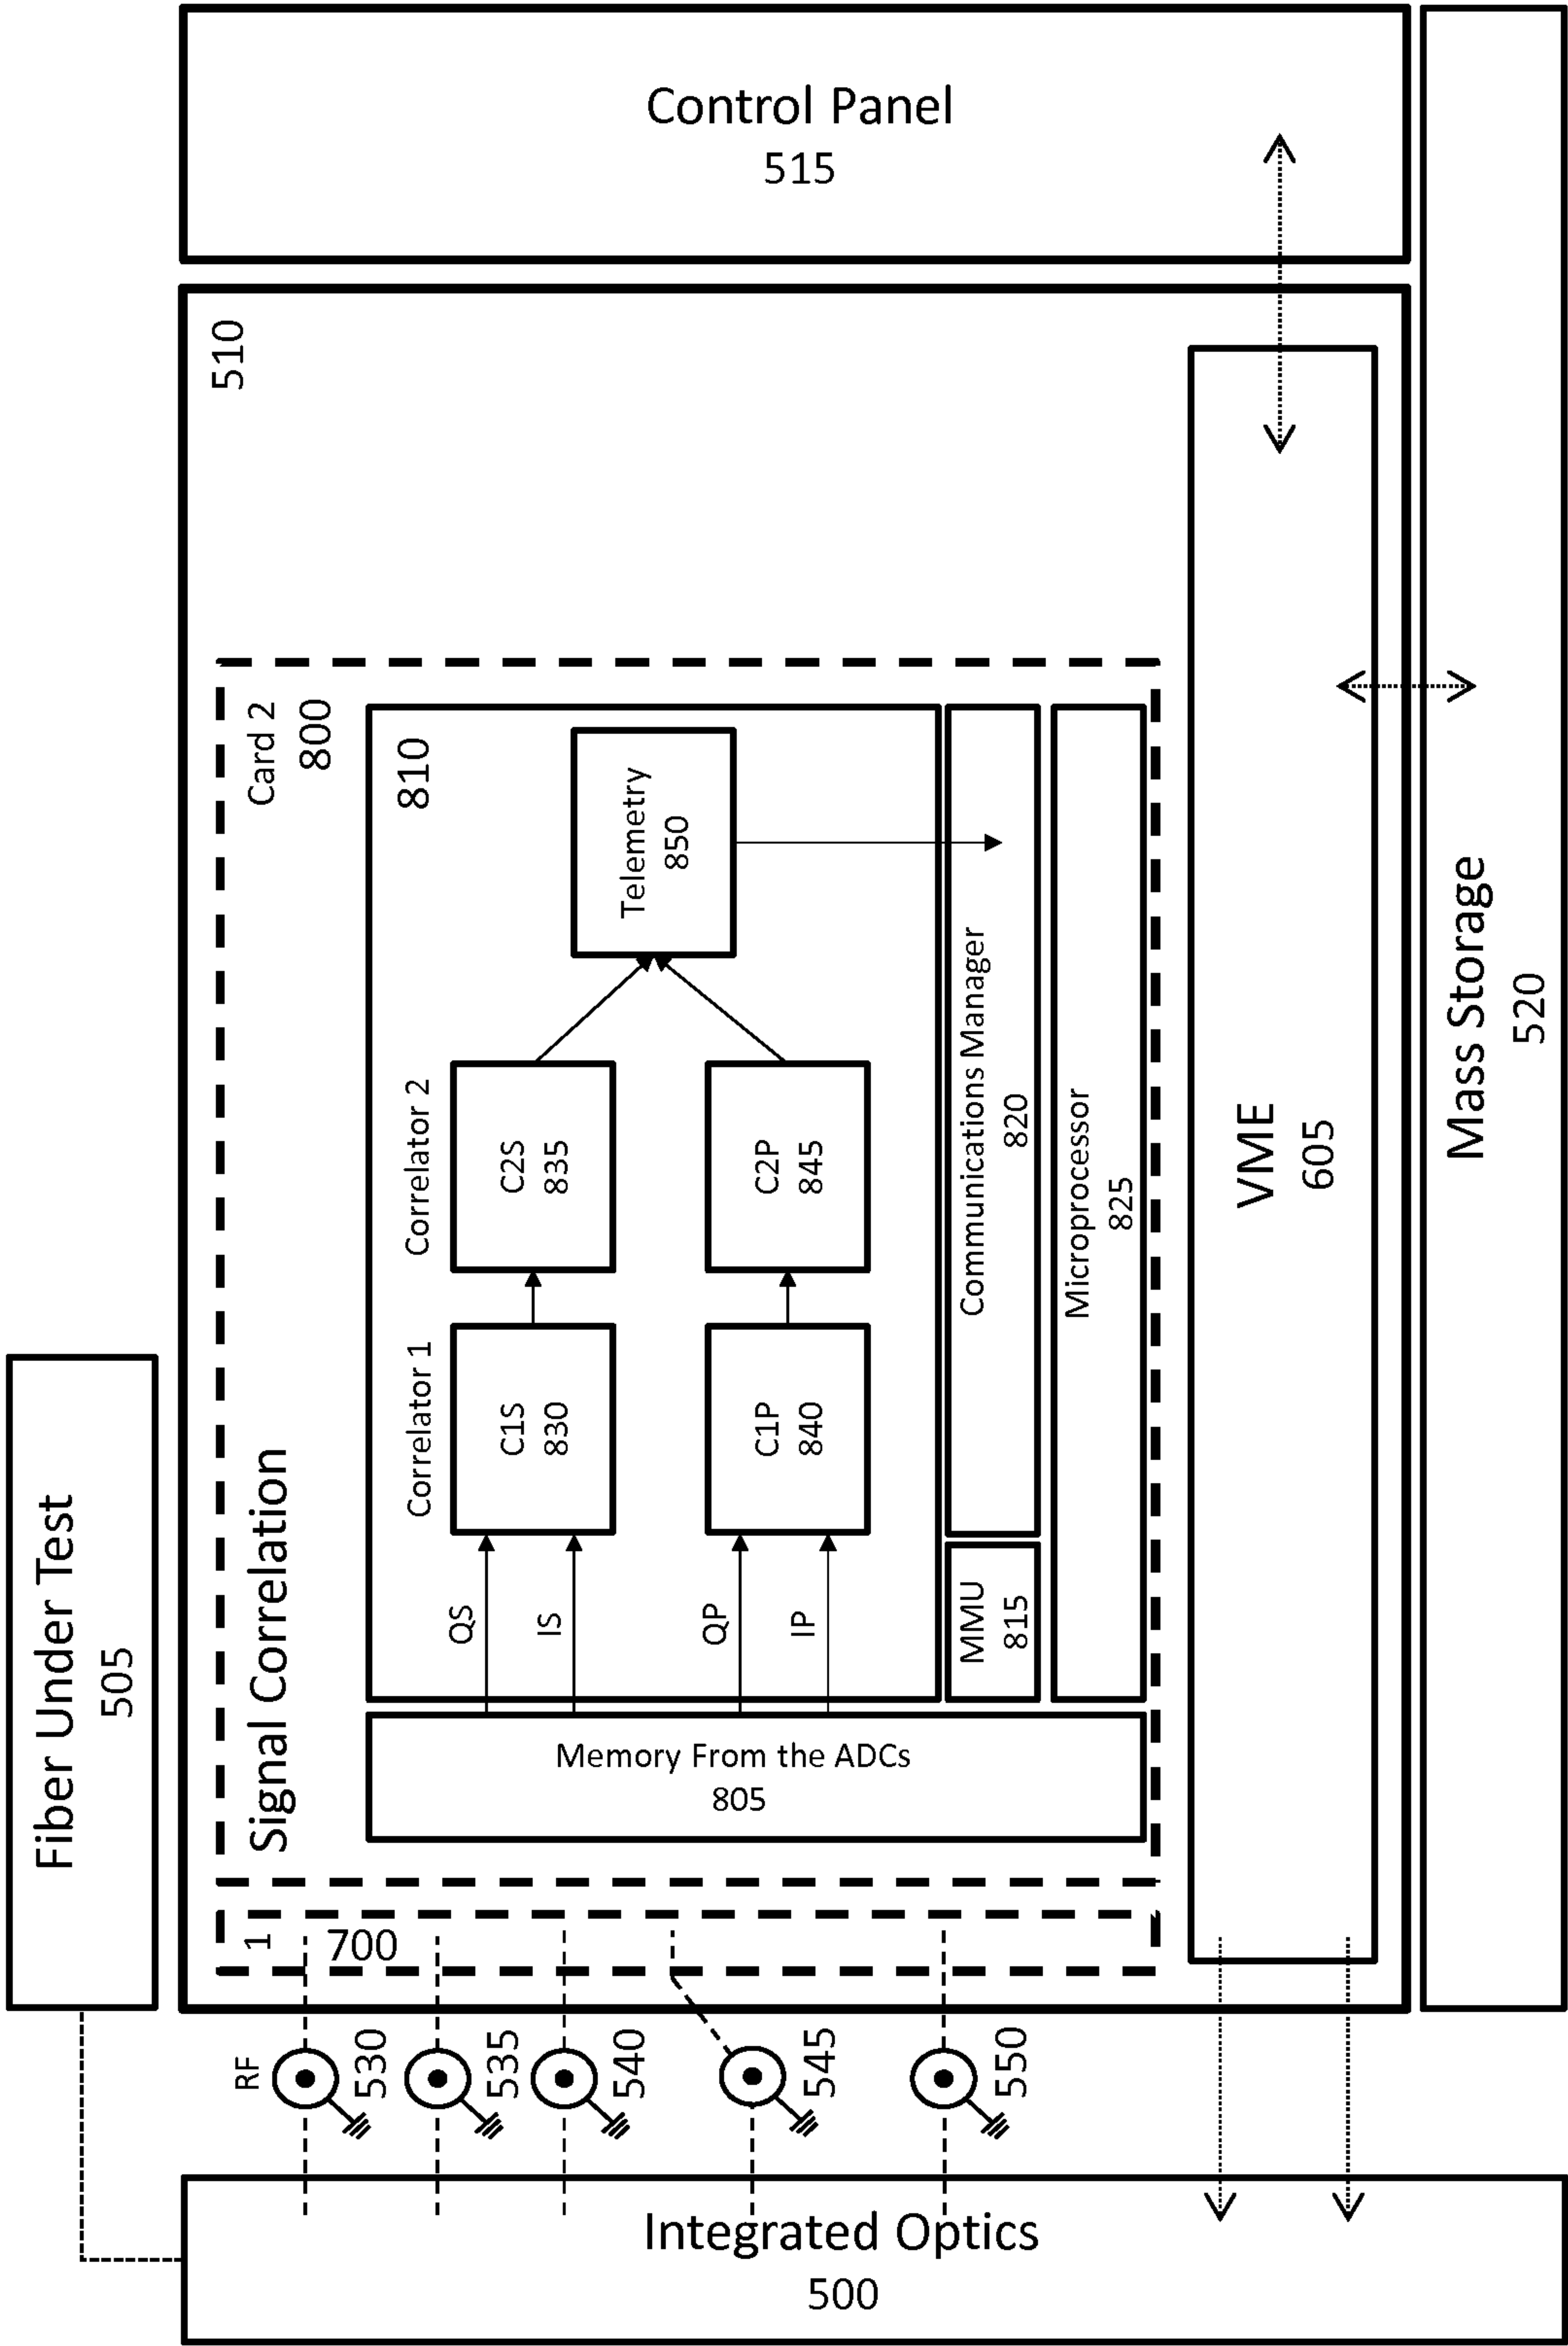 Fiber Under Test
505
Integrated Optics
500
RF
530
535
540
545
550
510
1
700
Signal Correlation
Card 2
800
Memory From the ADCs
805
810
QS
IS
QP
IP
Correlator 1
C1S
830
C1P
840
Correlator 2
C2S
835
C2P
845
Telemetry
850
MMU
815
Communications Manager
820
Microprocessor
825
VME
605
Control Panel
515
Mass Storage
520